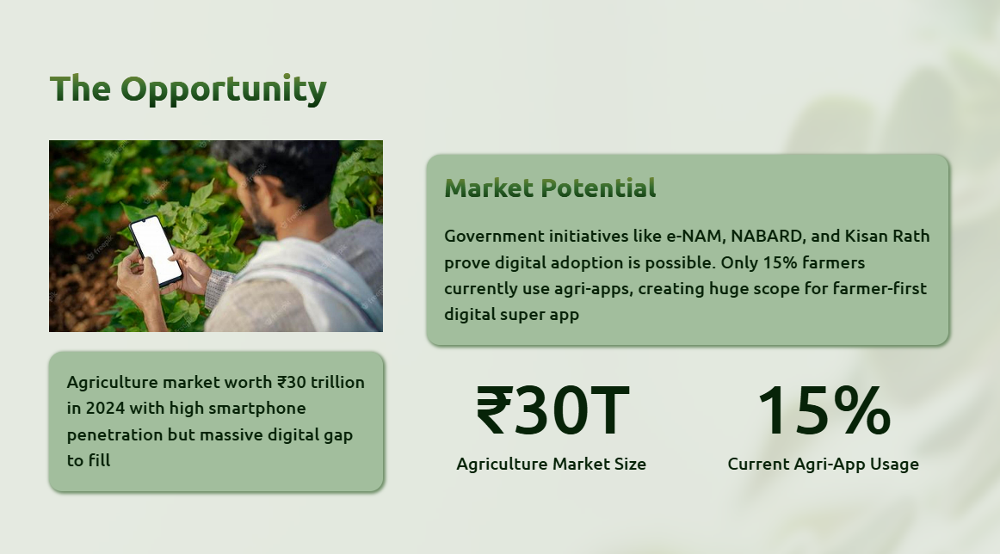 The Opportunity
Agriculture market worth ₹30 trillion
in 2024 with high smartphone
penetration but massive digital gap
to fill
Market Potential
Government initiatives like e-NAM, NABARD, and Kisan Rath
prove digital adoption is possible. Only 15% farmers
currently use agri-apps, creating huge scope for farmer-first
digital super app
₹30T
Agriculture Market Size
15%
Current Agri-App Usage